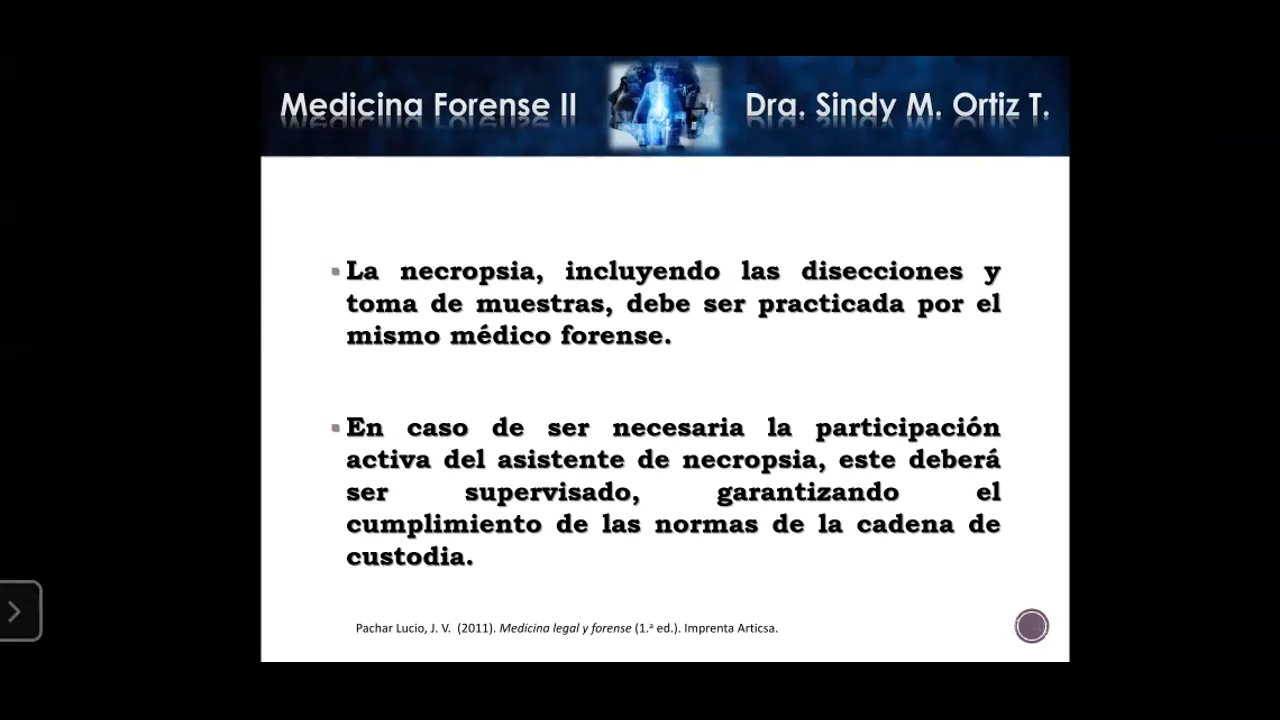 Medicina Forense II
Dra. Sindy M. Ortiz T.
La necropsia, incluyendo las disecciones y
toma de muestras, debe ser practicada por el
mismo médico forense.
En caso de ser necesaria la participación
activa del asistente de necropsia, este deberá
ser supervisado, garantizando el
cumplimiento de las normas de la cadena de
custodia.
Pachar Lucio, J. V. (2011). Medicina legal y forense (1.ª ed.). Imprenta Articsa.